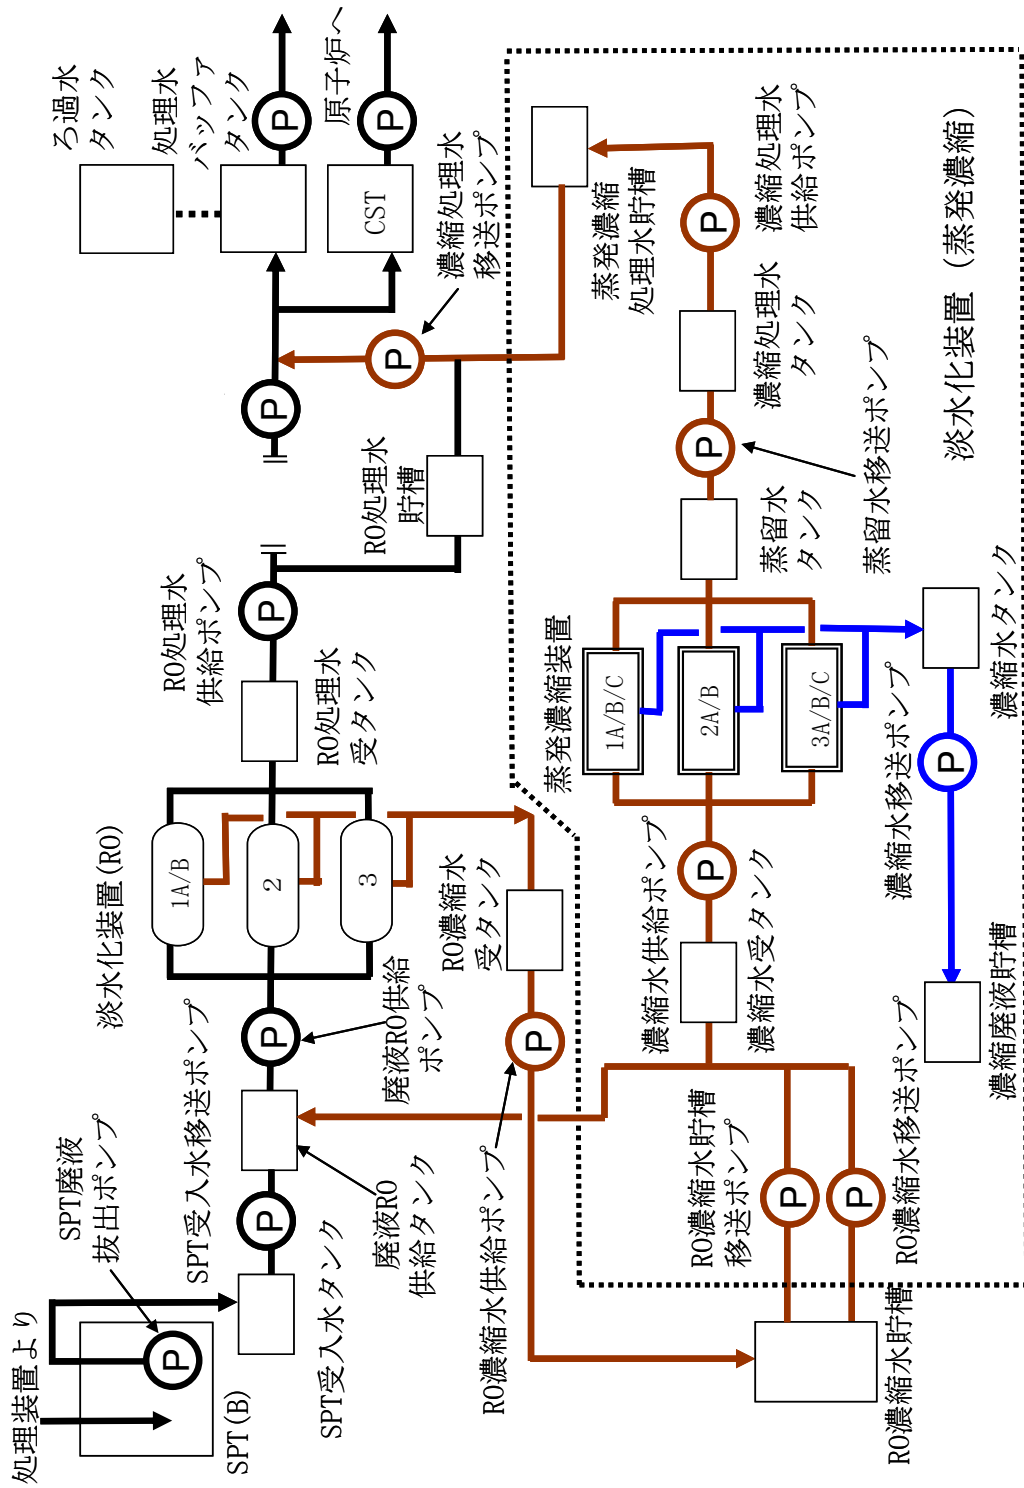 処理装置より
SPT(B)
SPT廃液
抜出ポンプ
P
SPT受入水タンク
P
SPT受入水移送ポンプ
廃液RO
供給タンク
P
廃液RO供給
ポンプ
淡水化装置(RO)
1A/B
2
3
RO処理水
受タンク
P
RO処理水
供給ポンプ
RO処理水
貯槽
P
P
濃縮処理水
移送ポンプ
ろ過水
タンク
処理水
バッファ
タンク
P
CST
P
原子炉へ
RO濃縮水
受タンク
P
RO濃縮水供給ポンプ
RO濃縮水貯槽
P
P
RO濃縮水貯槽
移送ポンプ
RO濃縮水移送ポンプ
濃縮水受タンク
P
濃縮水供給ポンプ
蒸発濃縮装置
1A/B/C
2A/B
3A/B/C
蒸留水
タンク
P
蒸留水移送ポンプ
濃縮処理水
タンク
P
濃縮処理水
供給ポンプ
蒸発濃縮
処理水貯槽
濃縮水タンク
P
濃縮水移送ポンプ
濃縮廃液貯槽
淡水化装置(蒸発濃縮)